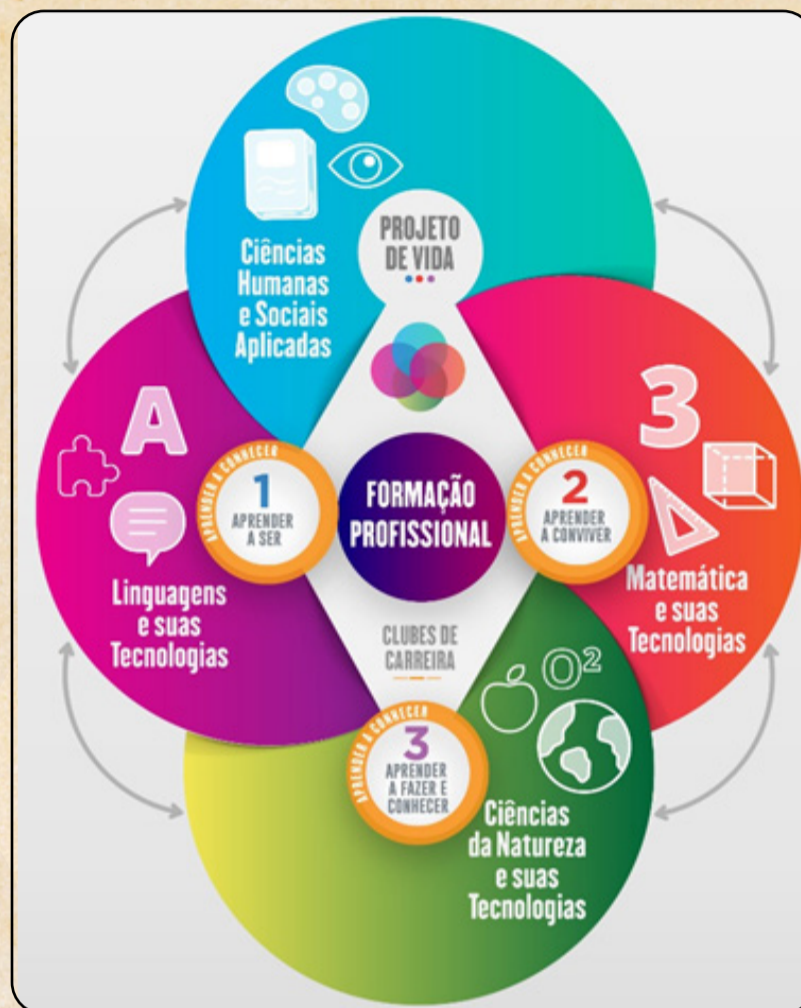 PROJETO
DE VIDA
Ciências
Humanas
e Sociais
Aplicadas
A
3
APRENDER A CONHECER
1
APRENDER
A SER
FORMAÇÃO
PROFISSIONAL
APRENDER A CONHECER
2
APRENDER
A CONVIVER
Linguagens
e suas
Tecnologias
Matemática
e suas
Tecnologias
CLUBES DE
CARREIRA
O²
APRENDER A CONHECER
3
APRENDER
A FAZER E
CONHECER
Ciências
da Natureza
e suas
Tecnologias